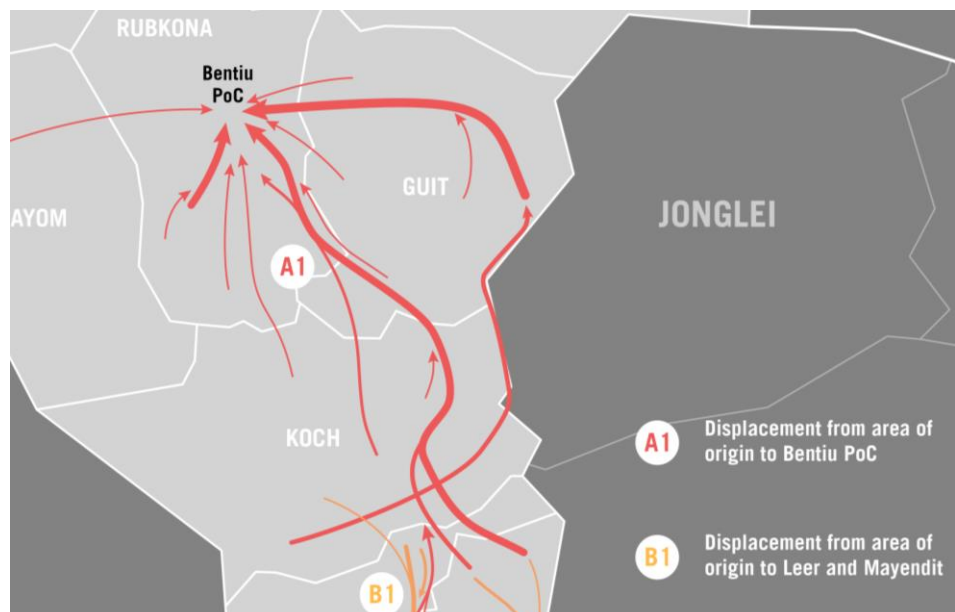 RUBKONA
Bentiu
PoC
GUIT
AYOM
JONGLEI
A1
KOCH
A1
Displacement from area of
origin to Bentiu PoC
B1
Displacement from area of
origin to Leer and Mayendit
B1